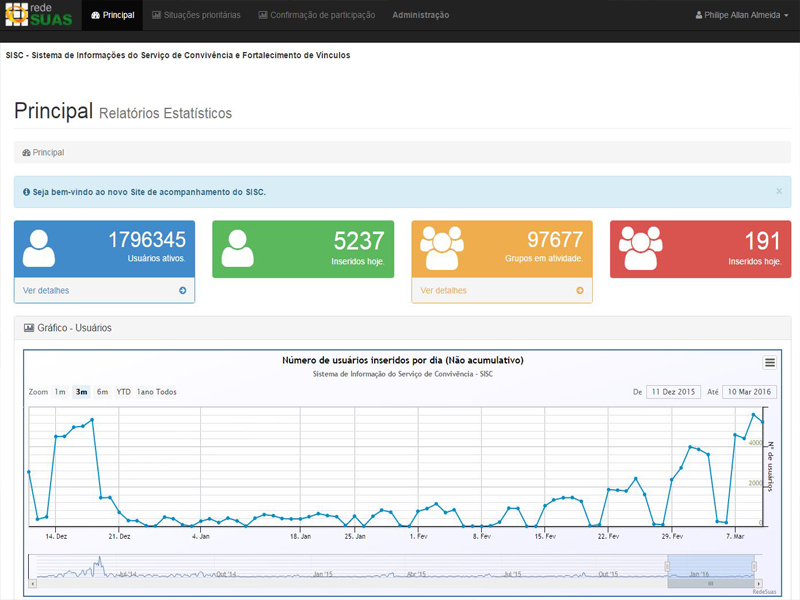 rede SUAS
Principal
Situações prioritárias
Confirmação de participação
Administração
Philipe Allan Almeida
SISC - Sistema de Informações do Serviço de Convivência e Fortalecimento de Vínculos
Principal Relatórios Estatísticos
Principal
Seja bem-vindo ao novo Site de acompanhamento do SISC. ×
1796345
Usuários ativos.
Ver detalhes
5237
Inseridos hoje.
97677
Grupos em atividade.
Ver detalhes
191
Inseridos hoje.
Gráfico - Usuários
Número de usuários inseridos por dia (Não acumulativo)
Sistema de Informação do Serviço de Convivência - SISC
Zoom 1m 3m 6m YTD 1ano Todos
De 11 Dez 2015 Até 10 Mar 2016
4000
2000
0
Nº de usuários
14. Dez 21. Dez 4. Jan 18. Jan 25. Jan 1. Fev 8. Fev 15. Fev 22. Fev 29. Fev 7. Mar
Jul '14 Out '14 Jan '15 Abr '15 Jul '15 Out '15 Jan '16
RedeSuas